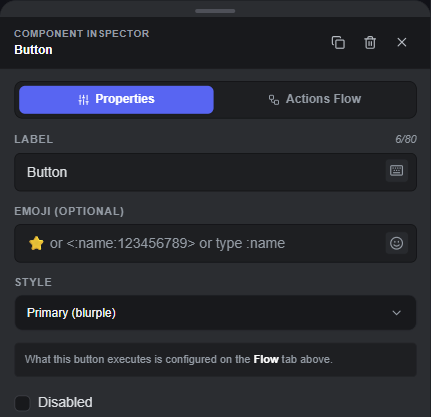 COMPONENT INSPECTOR
Button
Properties
Actions Flow
LABEL 6/80
Button
EMOJI (OPTIONAL)
⭐ or <:name:123456789> or type :name
STYLE
Primary (blurple)
What this button executes is configured on the Flow tab above.
Disabled